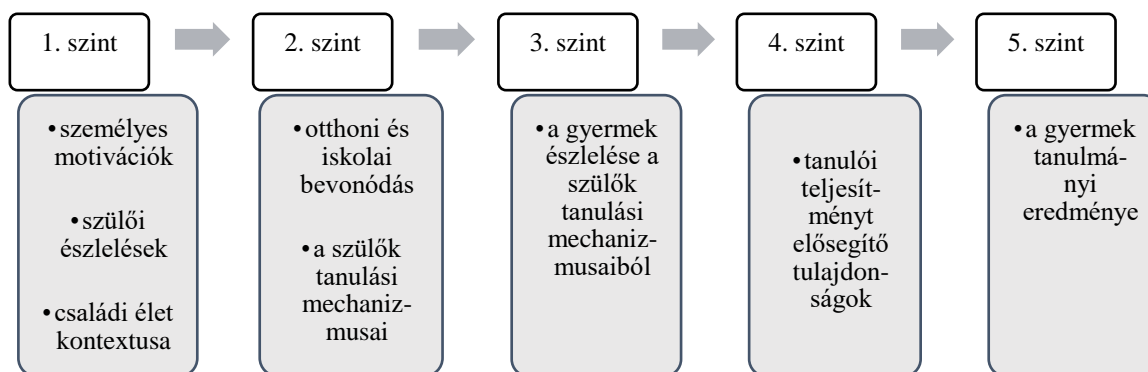 1. szint
2. szint
3. szint
4. szint
5. szint
•személyes
motivációk
•szülői
észlelések
•családi élet
kontextusa
•otthoni és
iskolai
bevonódás
•a szülők
tanulási
mechaniz-
musai
•a gyermek
észlelése a
szülők
tanulási
mechaniz-
musaiból
•tanulói
teljesít-
ményt
elősegítő
tulajdon-
ságok
•a gyermek
tanulmá-
nyi
eredménye